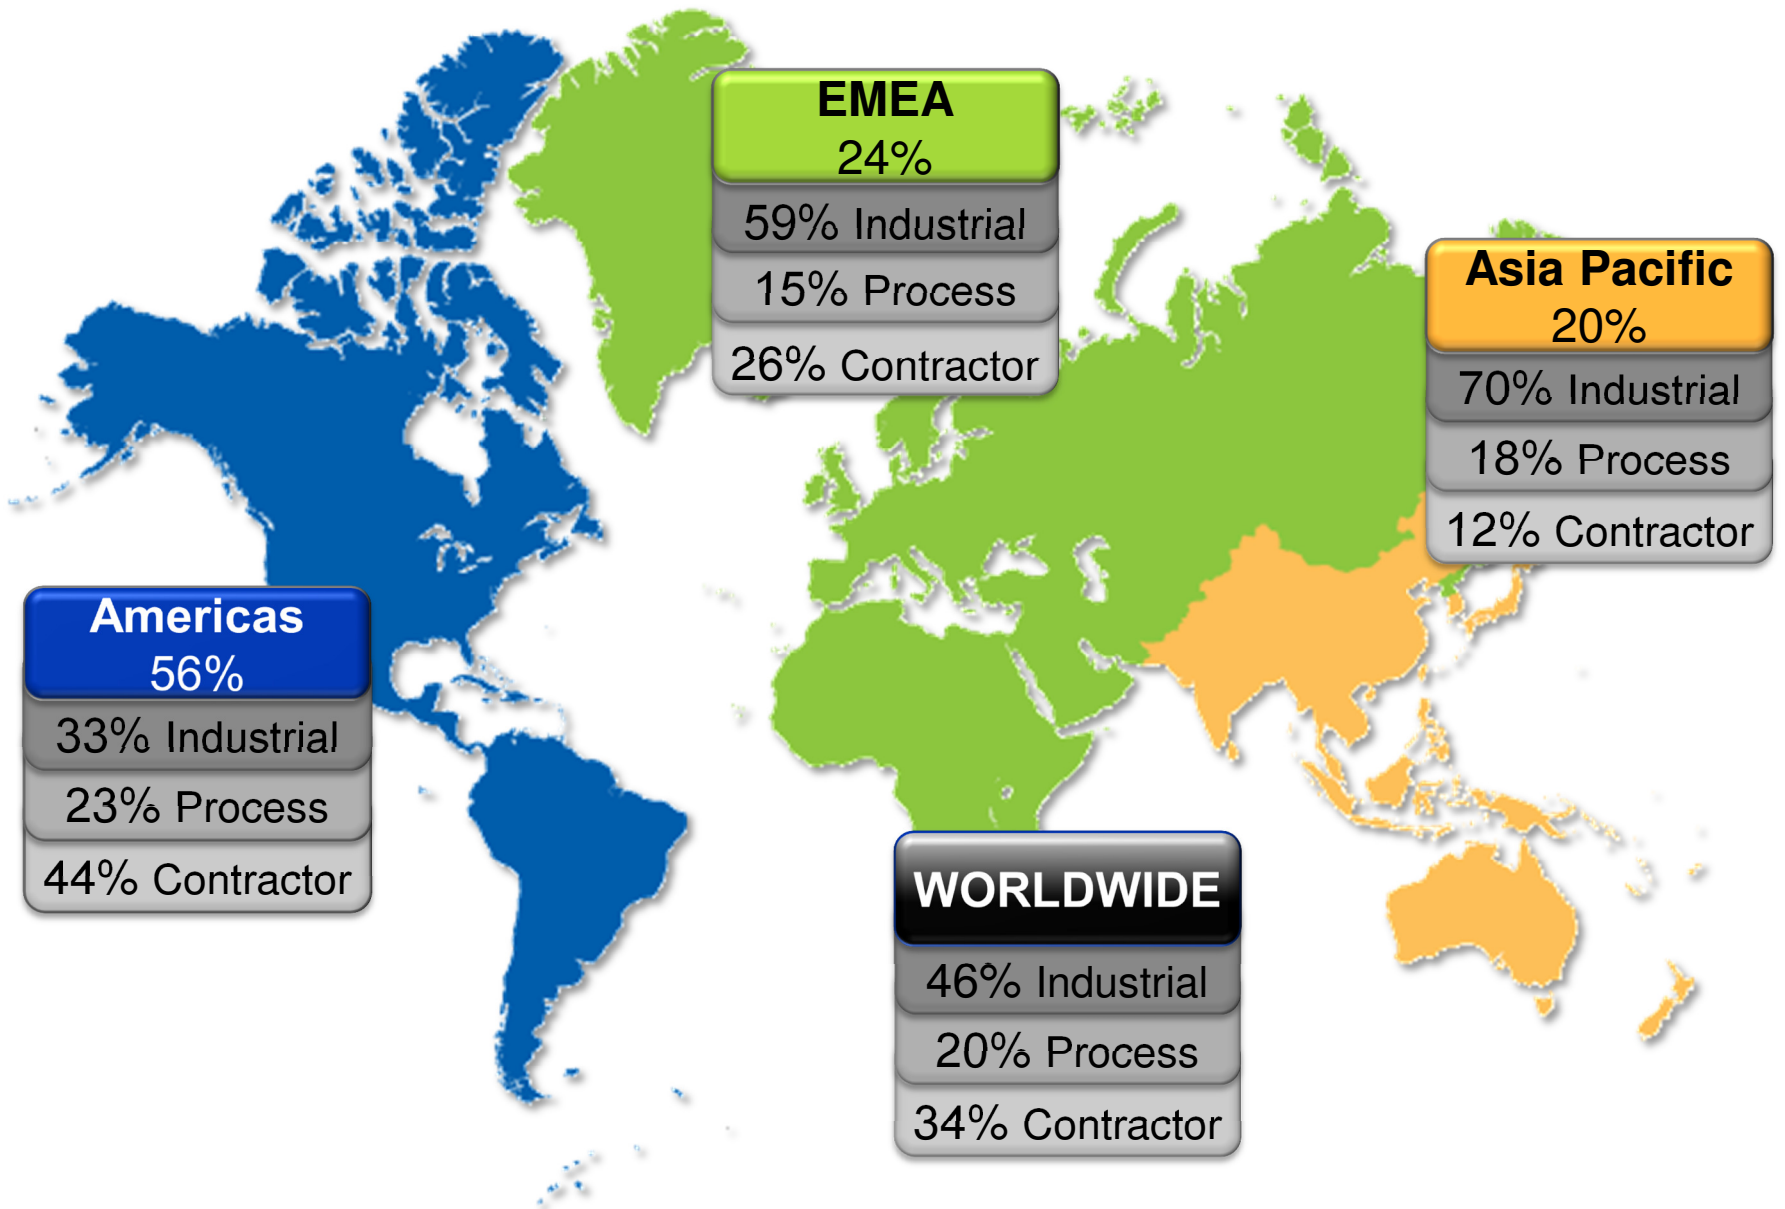 EMEA
24%
59% Industrial
15% Process
26% Contractor
Asia Pacific
20%
70% Industrial
18% Process
12% Contractor
Americas
56%
33% Industrial
23% Process
44% Contractor
WORLDWIDE
46% Industrial
20% Process
34% Contractor